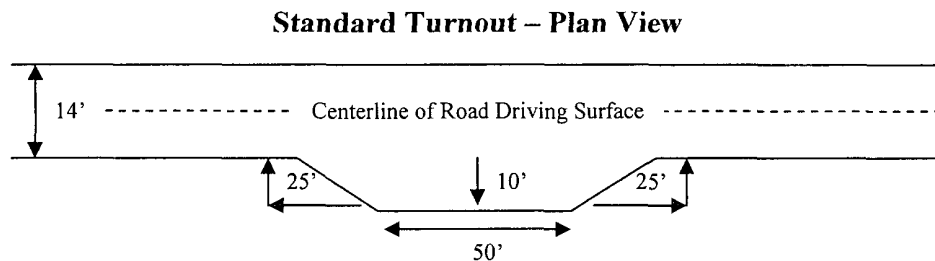 Standard Turnout – Plan View
14’
Centerline of Road Driving Surface
25’
10’
25’
50’